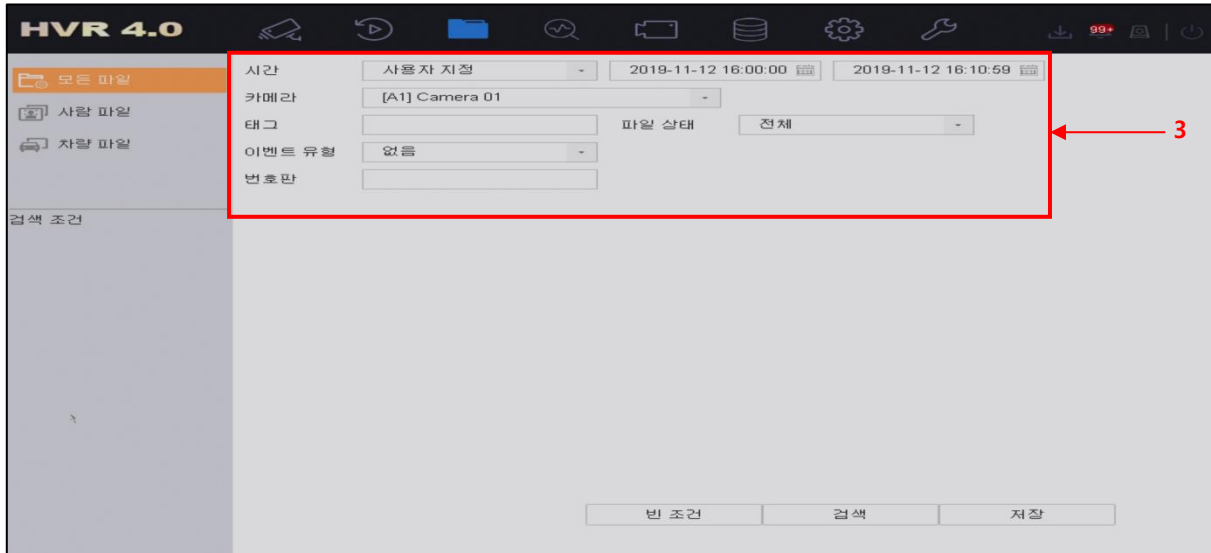 HVR 4.0
99+
모든 파일
사람 파일
차량 파일
검색 조건
시간 사용자 지정 2019-11-12 16:00:00 2019-11-12 16:10:59
카메라 [A1] Camera 01
태그 파일 상태 전체
이벤트 유형 없음
번호판
3
빈 조건 검색 저장